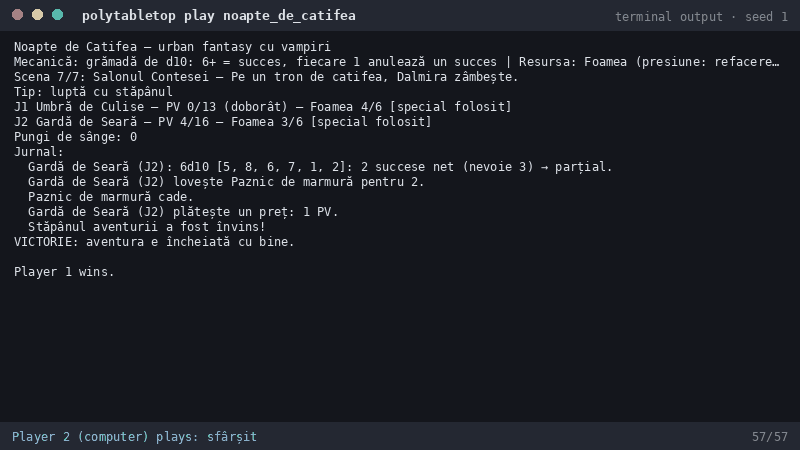 polytabletop play noapte_de_catifea
terminal output · seed 1
Noapte de Catifea — urban fantasy cu vampiri
Mecanică: grămadă de d10: 6+ = succes, fiecare 1 anulează un succes | Resursa: Foamea (presiune: refacere…
Scena 7/7: Salonul Contesei — Pe un tron de catifea, Dalmira zâmbește.
Tip: luptă cu stăpânul
J1 Umbră de Culise — PV 0/13 (doborât) — Foamea 4/6 [special folosit]
J2 Gardă de Seară — PV 4/16 — Foamea 3/6 [special folosit]
Pungi de sânge: 0
Jurnal:
Gardă de Seară (J2): 6d10 [5, 8, 6, 7, 1, 2]: 2 succese net (nevoie 3) → parțial.
Gardă de Seară (J2) lovește Paznic de marmură pentru 2.
Paznic de marmură cade.
Gardă de Seară (J2) plătește un preț: 1 PV.
Stăpânul aventurii a fost învins!
VICTORIE: aventura e încheiată cu bine.
Player 1 wins.
Player 2 (computer) plays: sfârșit
57/57